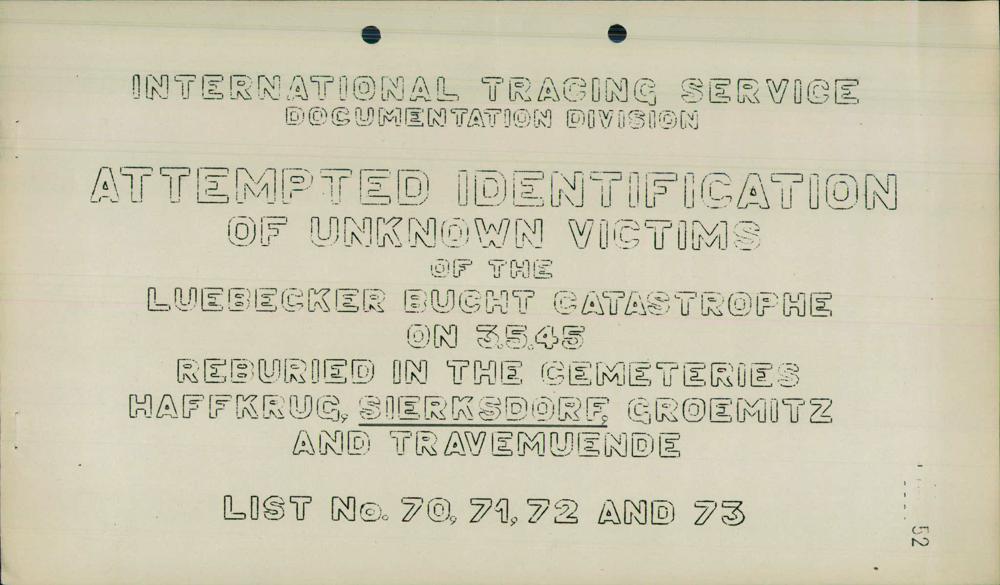 INTERNATIONAL TRACING SERVICE
DOCUMENTATION DIVISION
ATTEMPTED IDENTIFICATION
OF UNKNOWN VICTIMS
OF THE
LUEBECKER BUCHT CATASTROPHE
ON 3.5.45
REBURIED IN THE CEMETERIES
HAFFKRUG, SIERKSDORF, GROEMITZ
AND TRAVEMUENDE
LIST No. 70, 71, 72 AND 73
52